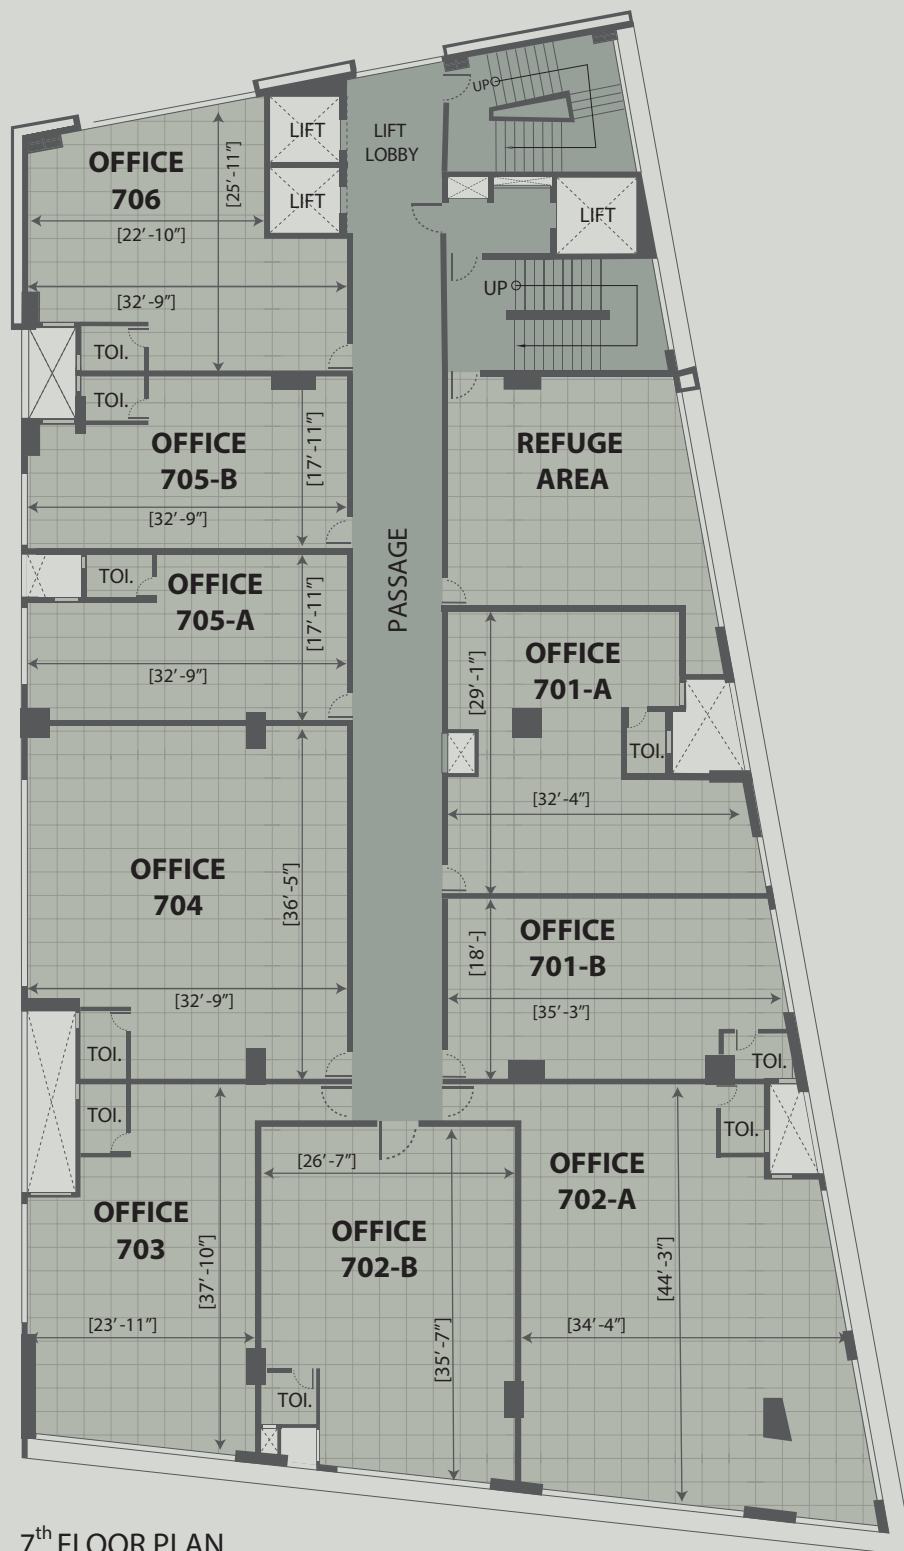 UP
LIFT
LIFT
LOBBY
OFFICE
706
[25'-11"]
[22'-10"]
LIFT
LIFT
[32'-9"]
UP
TOI.
TOI.
OFFICE
705-B
[17'-11"]
[32'-9"]
REFUGE
AREA
PASSAGE
TOI.
OFFICE
705-A
[17'-11"]
[32'-9"]
OFFICE
701-A
[29'-1"]
TOI.
[32'-4"]
OFFICE
704
[36'-5"]
[32'-9"]
OFFICE
701-B
[18'-]
[35'-3"]
TOI.
TOI.
TOI.
TOI.
[26'-7"]
OFFICE
702-A
OFFICE
703
[37'-10"]
[23'-11"]
OFFICE
702-B
[35'-7"]
[44'-3"]
[34'-4"]
TOI.
7th FLOOR PLAN